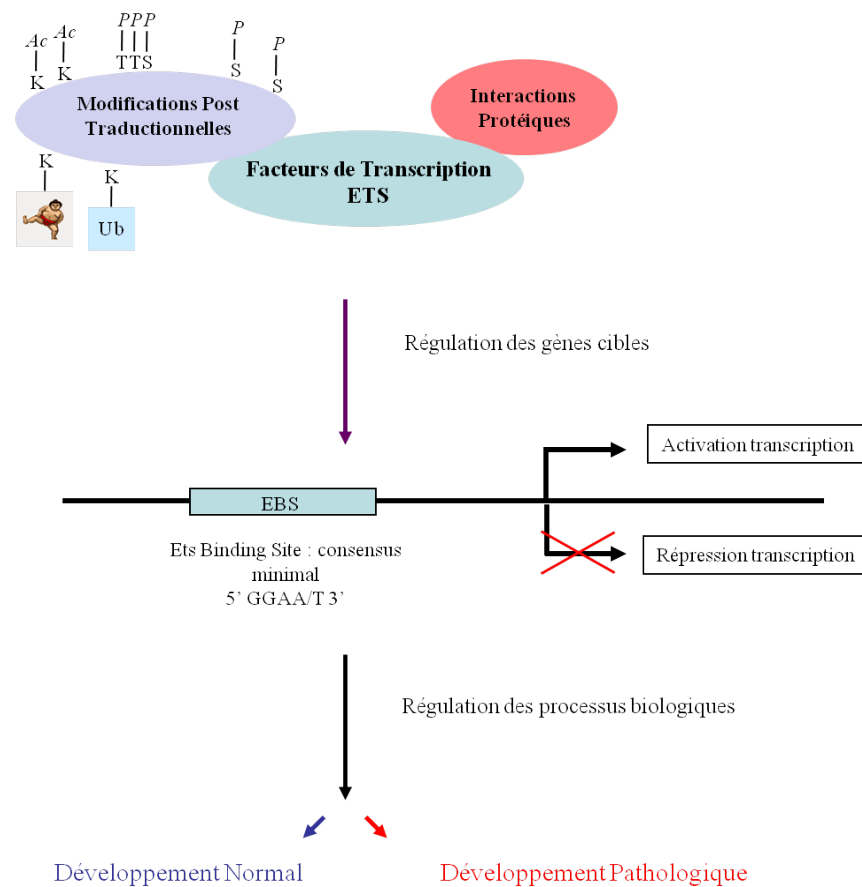 Ac Ac PPP P P
K K TTS S S
Modifications Post
Traductionnelles
Interactions
Protéiques
Facteurs de Transcription
ETS
K K
Ub
Régulation des gènes cibles
Activation transcription
EBS
Ets Binding Site : consensus
minimal
5’ GGAA/T 3’
Répression transcription
Régulation des processus biologiques
Développement Normal
Développement Pathologique